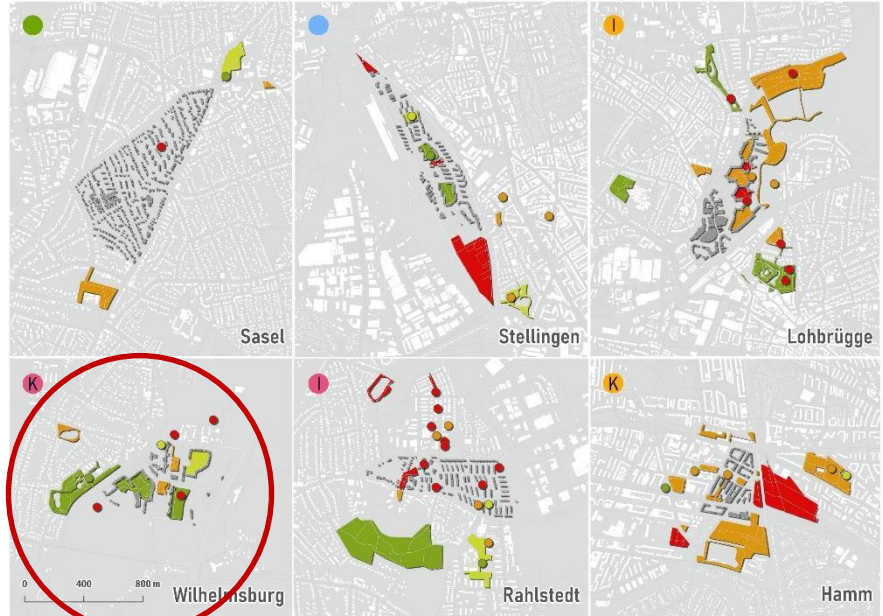 I
Sasel
Stellingen
Lohbrügge
K
I
K
0 400 800 m
Wilhelmsburg
Rahlstedt
Hamm